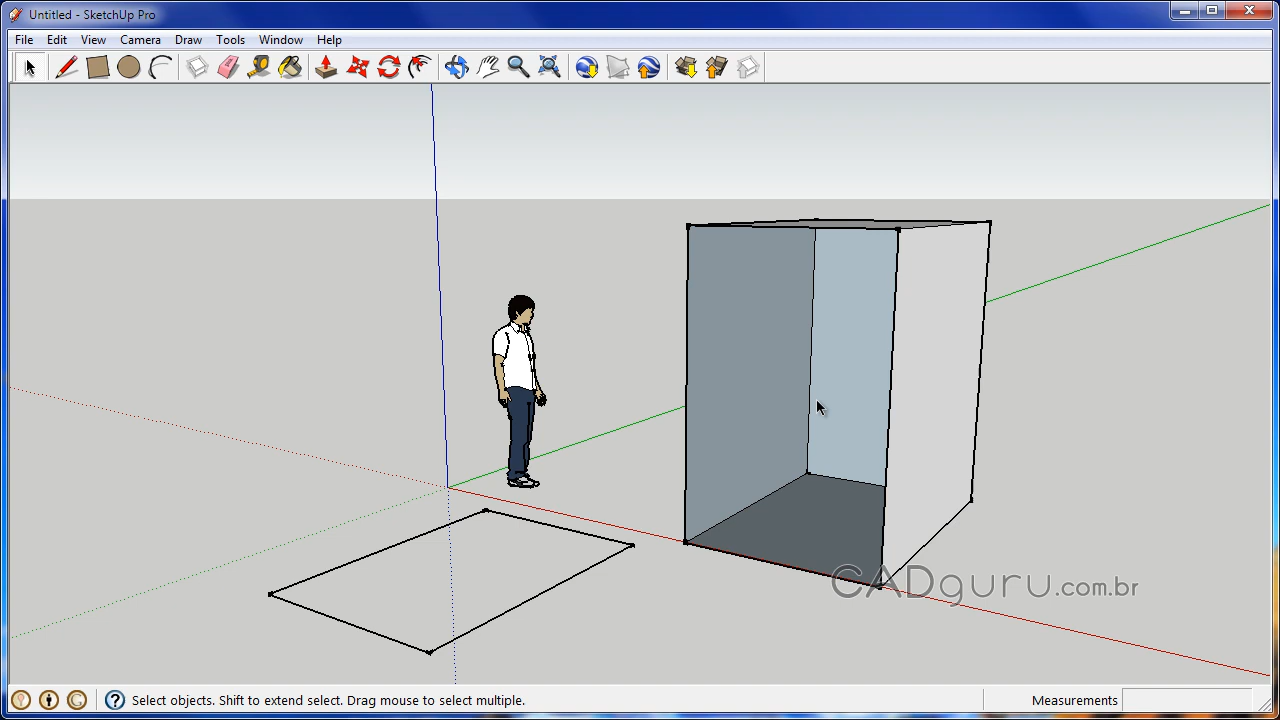 Untitled - SketchUp Pro
File Edit View Camera Draw Tools Window Help
CADguru.com.br
Select objects. Shift to extend select. Drag mouse to select multiple. Measurements